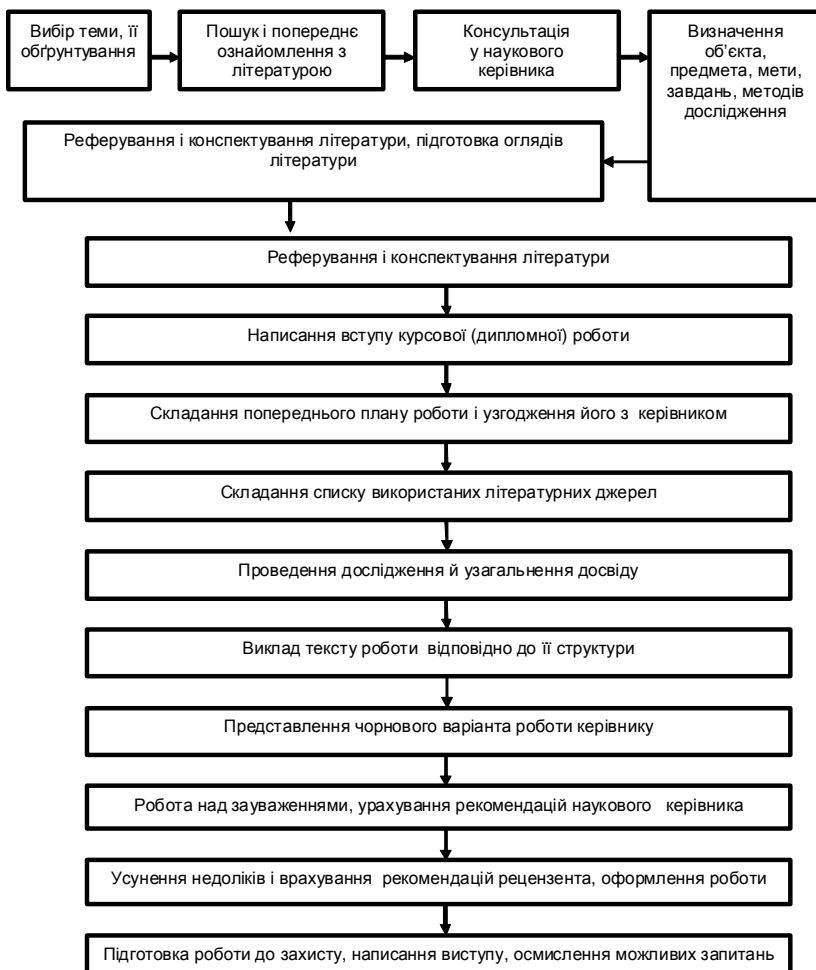 Вибір теми, її
обґрунтування
Пошук і попереднє
ознайомлення з
літературою
Консультація
у наукового
керівника
Визначення
об’єкта,
предмета, мети,
завдань, методів
дослідження
Реферування і конспектування літератури, підготовка оглядів
літератури
Реферування і конспектування літератури
Написання вступу курсової (дипломної) роботи
Складання попереднього плану роботи і узгодження його з керівником
Складання списку використаних літературних джерел
Проведення дослідження й узагальнення досвіду
Виклад тексту роботи відповідно до її структури
Представлення чорнового варіанта роботи керівнику
Робота над зауваженнями, урахування рекомендацій наукового керівника
Усунення недоліків і врахування рекомендацій рецензента, оформлення роботи
Підготовка роботи до захисту, написання виступу, осмислення можливих запитань